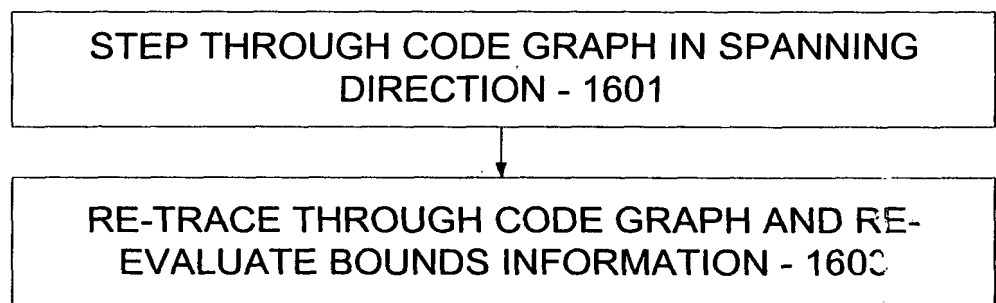 STEP THROUGH CODE GRAPH IN SPANNING
DIRECTION - 1601
RE-TRACE THROUGH CODE GRAPH AND RE-
EVALUATE BOUNDS INFORMATION -